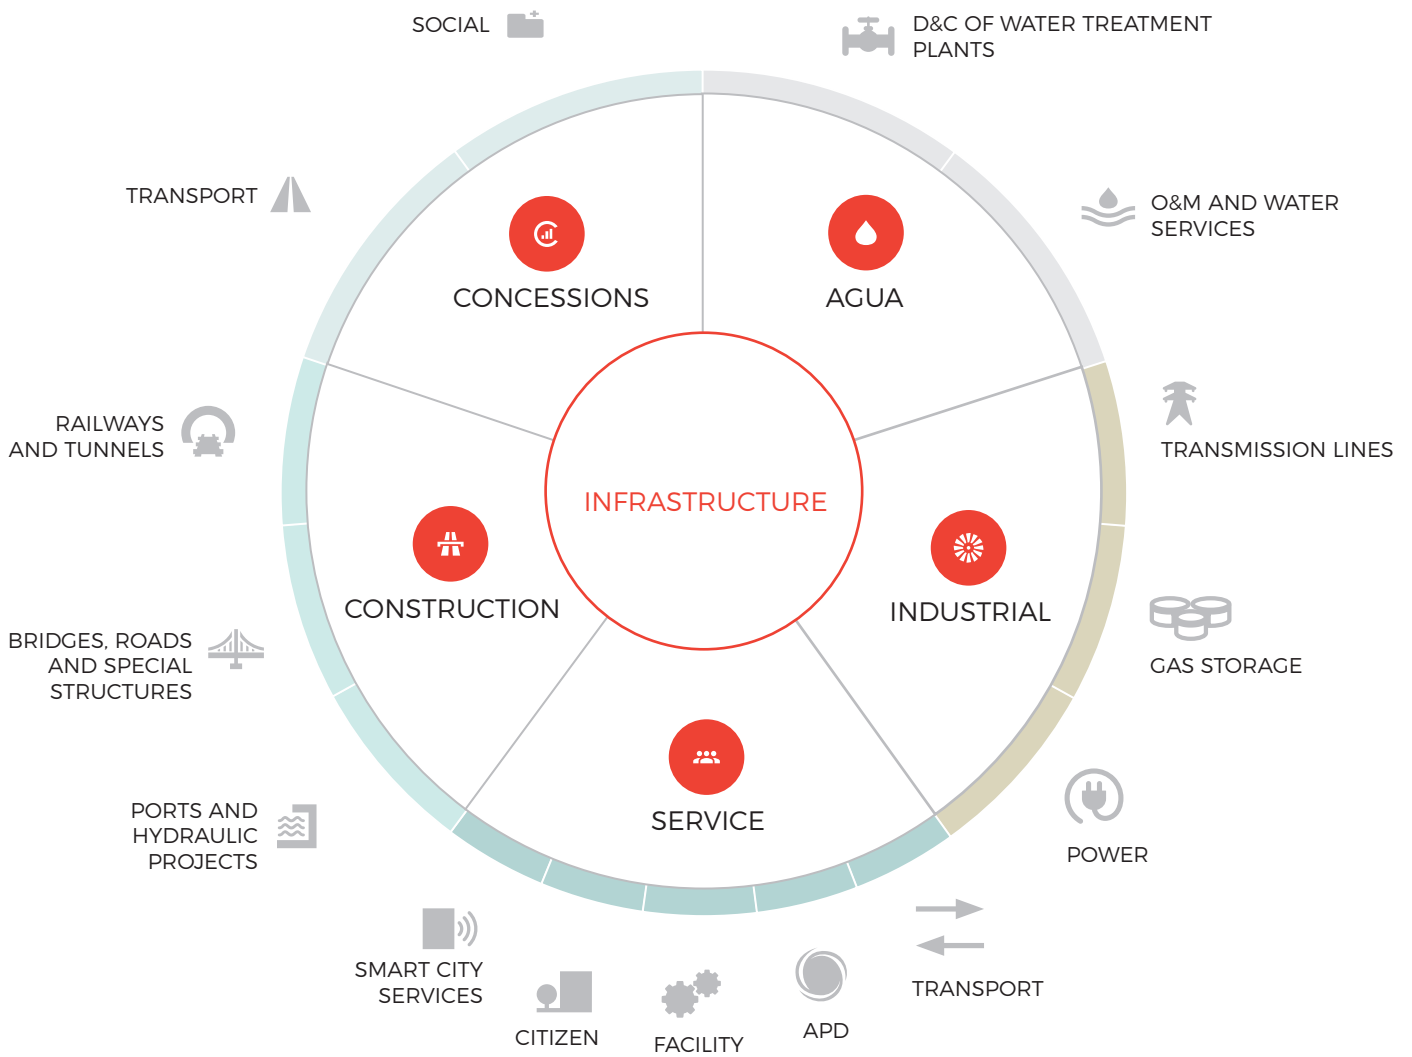 SOCIAL
D&C OF WATER TREATMENT
PLANTS
TRANSPORT
O&M AND WATER
SERVICES
CONCESSIONS
AGUA
RAILWAYS
AND TUNNELS
TRANSMISSION LINES
INFRASTRUCTURE
CONSTRUCTION
INDUSTRIAL
BRIDGES, ROADS
AND SPECIAL
STRUCTURES
GAS STORAGE
PORTS AND
HYDRAULIC
PROJECTS
SERVICE
POWER
SMART CITY
SERVICES
CITIZEN
FACILITY
APD
TRANSPORT